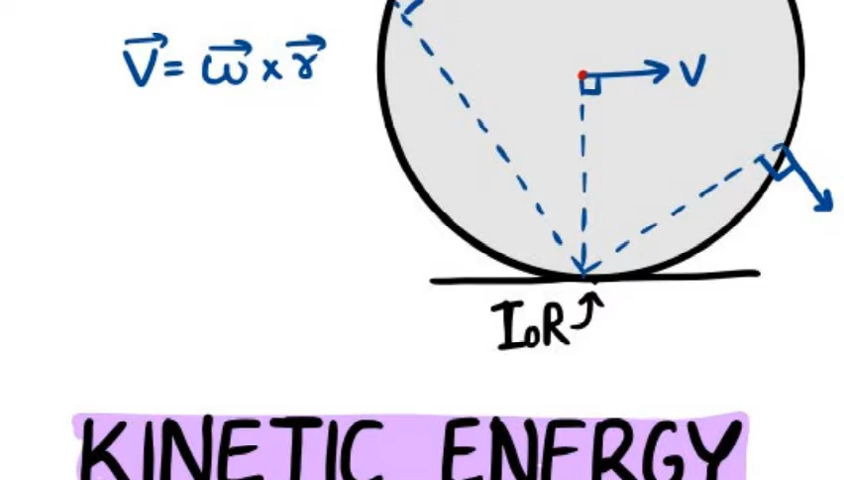 V⃗ = ω⃗ × r⃗
V
IoR
KINETIC ENERGY